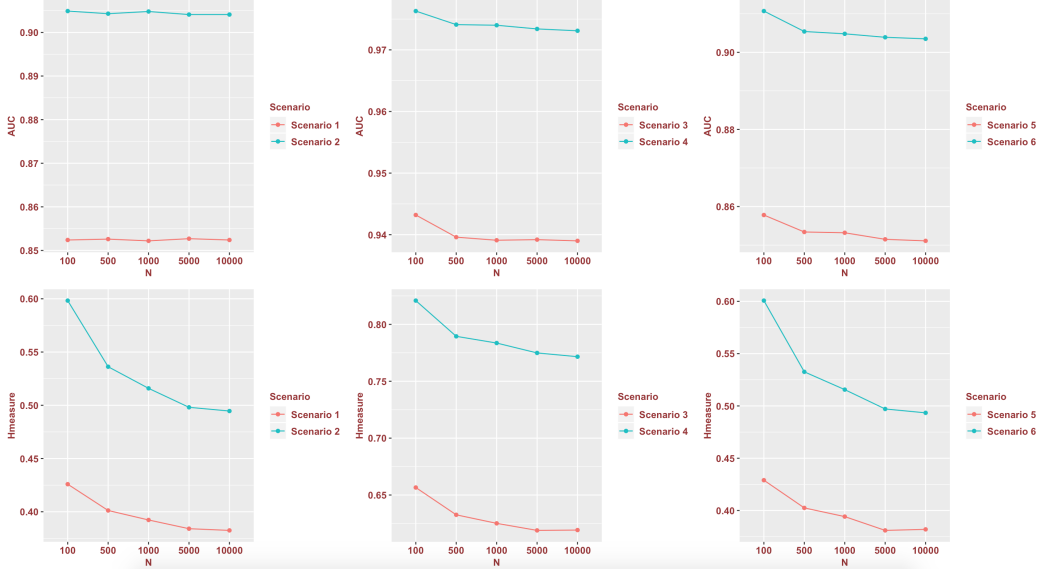 AUC
0.90
0.89
0.88
0.87
0.86
0.85
100 500 1000 5000 10000
N
Scenario
Scenario 1
Scenario 2
AUC
0.97
0.96
0.95
0.94
100 500 1000 5000 10000
N
Scenario
Scenario 3
Scenario 4
AUC
0.90
0.88
0.86
100 500 1000 5000 10000
N
Scenario
Scenario 5
Scenario 6
Hmeasure
0.60
0.55
0.50
0.45
0.40
100 500 1000 5000 10000
N
Scenario
Scenario 1
Scenario 2
Hmeasure
0.80
0.75
0.70
0.65
100 500 1000 5000 10000
N
Scenario
Scenario 3
Scenario 4
Hmeasure
0.60
0.55
0.50
0.45
0.40
100 500 1000 5000 10000
N
Scenario
Scenario 5
Scenario 6